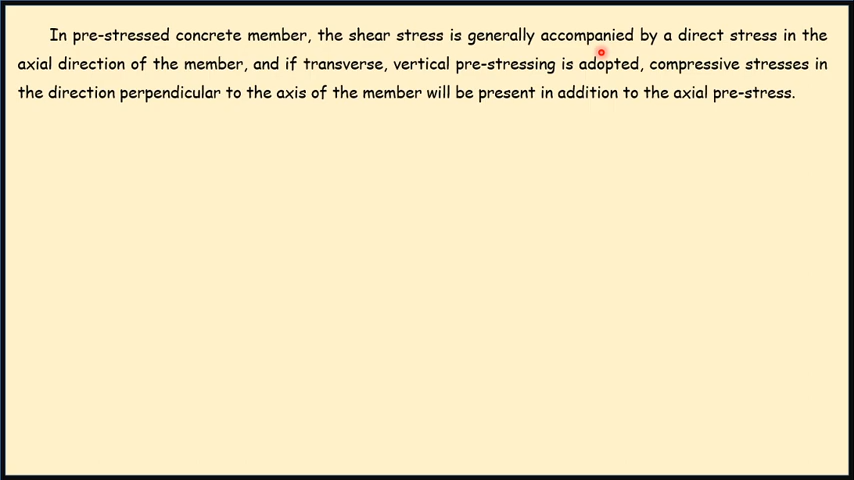 In pre-stressed concrete member, the shear stress is generally accompanied by a direct stress in the
axial direction of the member, and if transverse, vertical pre-stressing is adopted, compressive stresses in
the direction perpendicular to the axis of the member will be present in addition to the axial pre-stress.